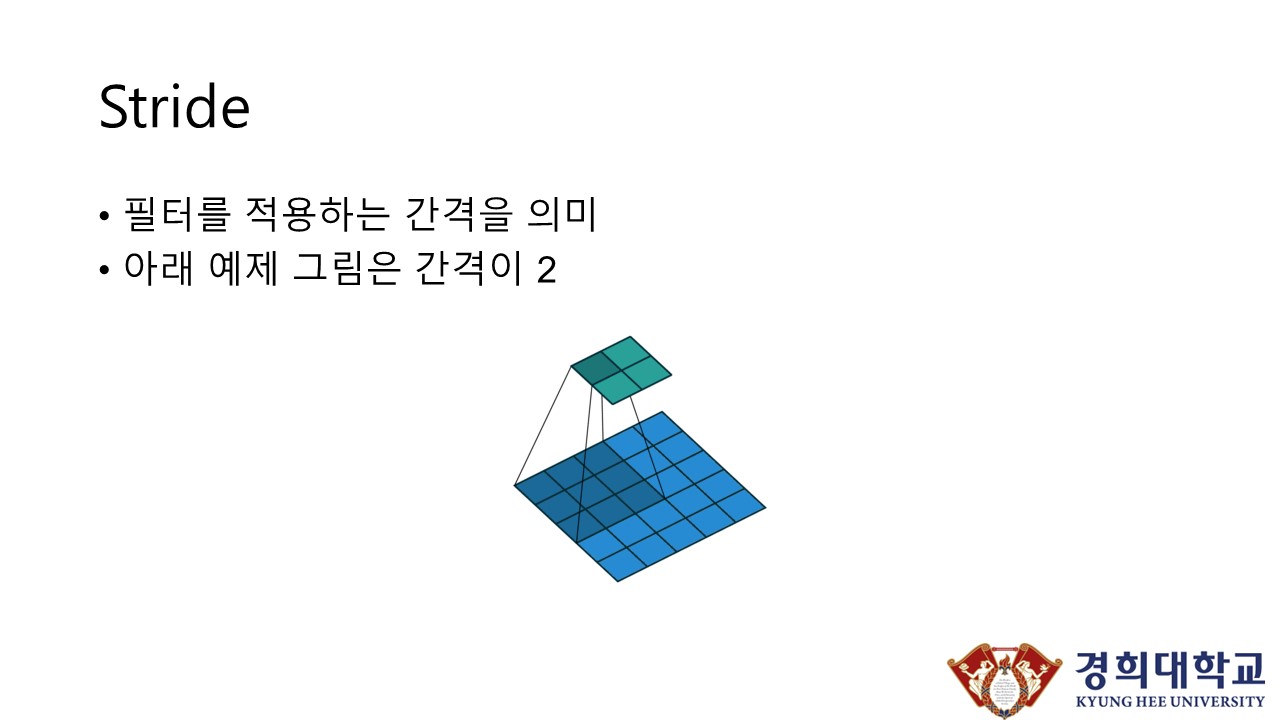 Stride
• 필터를 적용하는 간격을 의미
• 아래 예제 그림은 간격이 2
경희대학교
KYUNG HEE UNIVERSITY